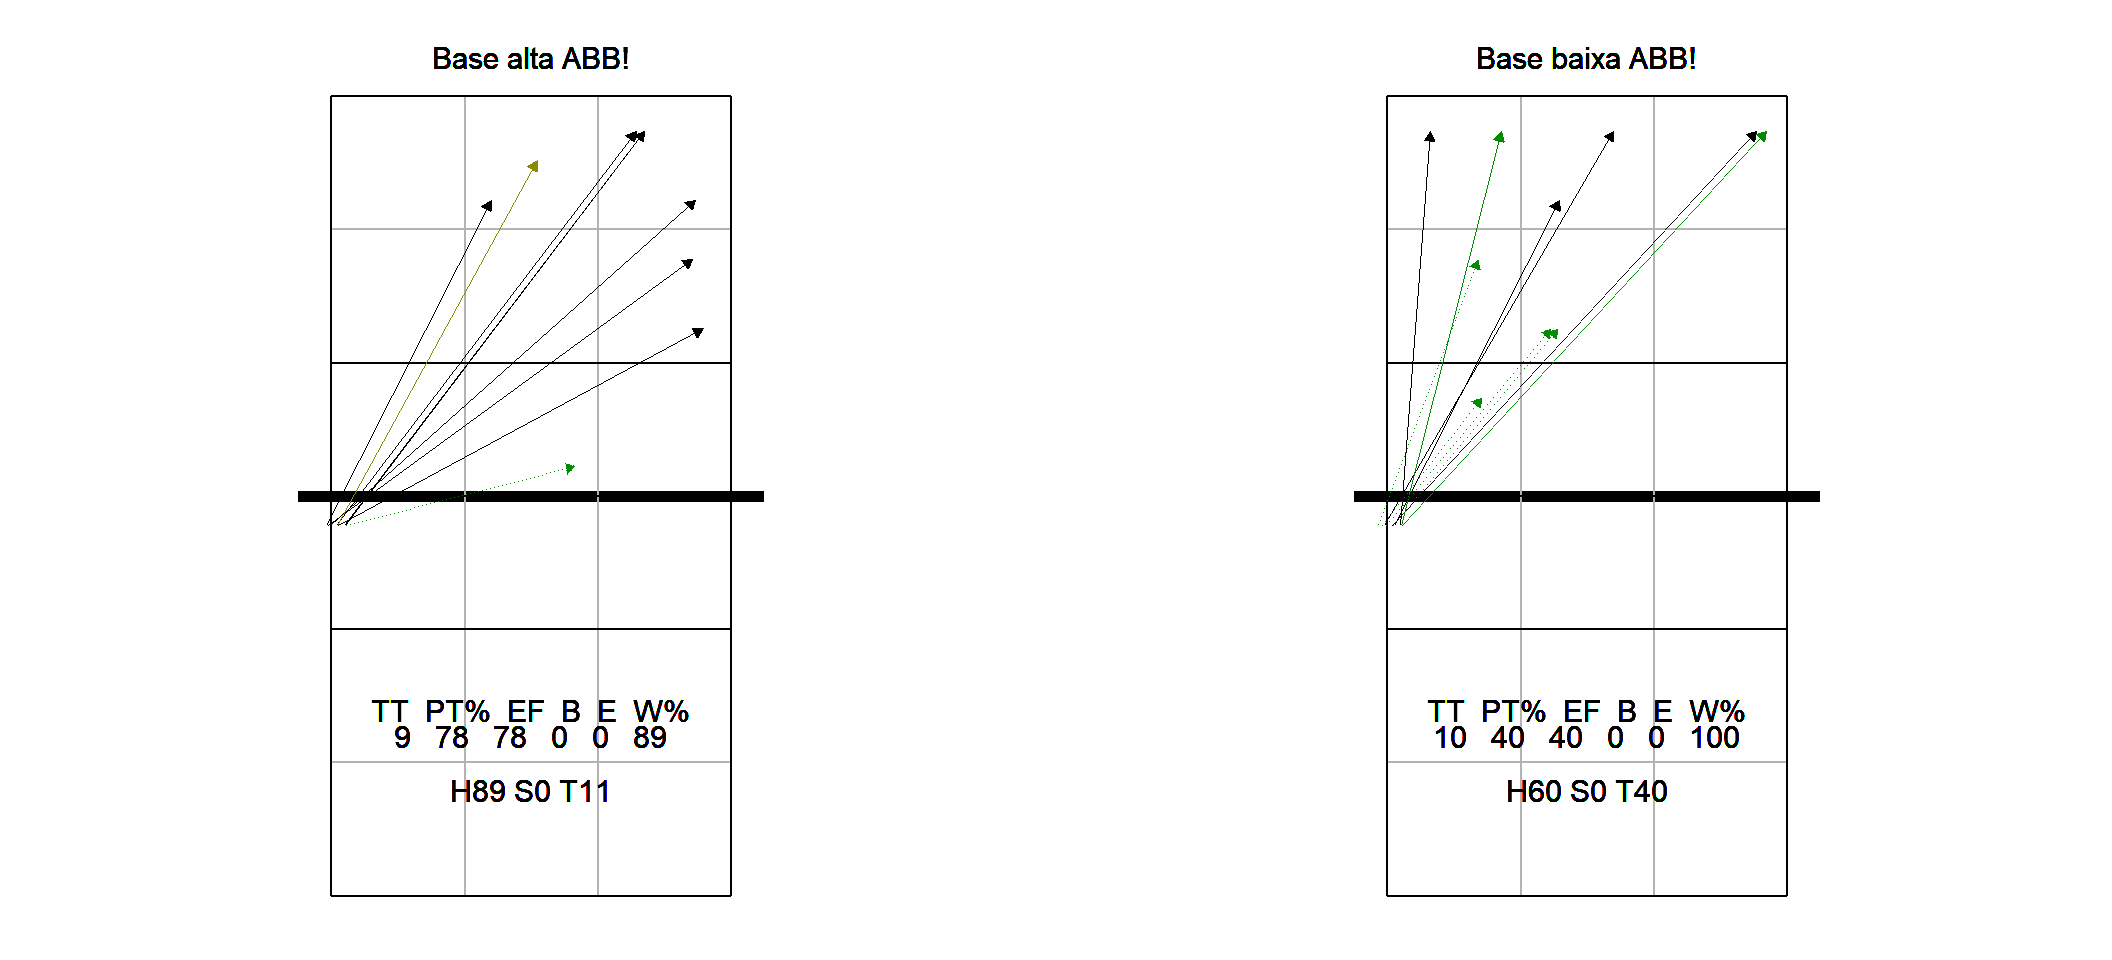 Base alta ABB!
TT PT% EF B E W%
9 78 78 0 0 89
H89 S0 T11
Base baixa ABB!
TT PT% EF B E W%
10 40 40 0 0 100
H60 S0 T40